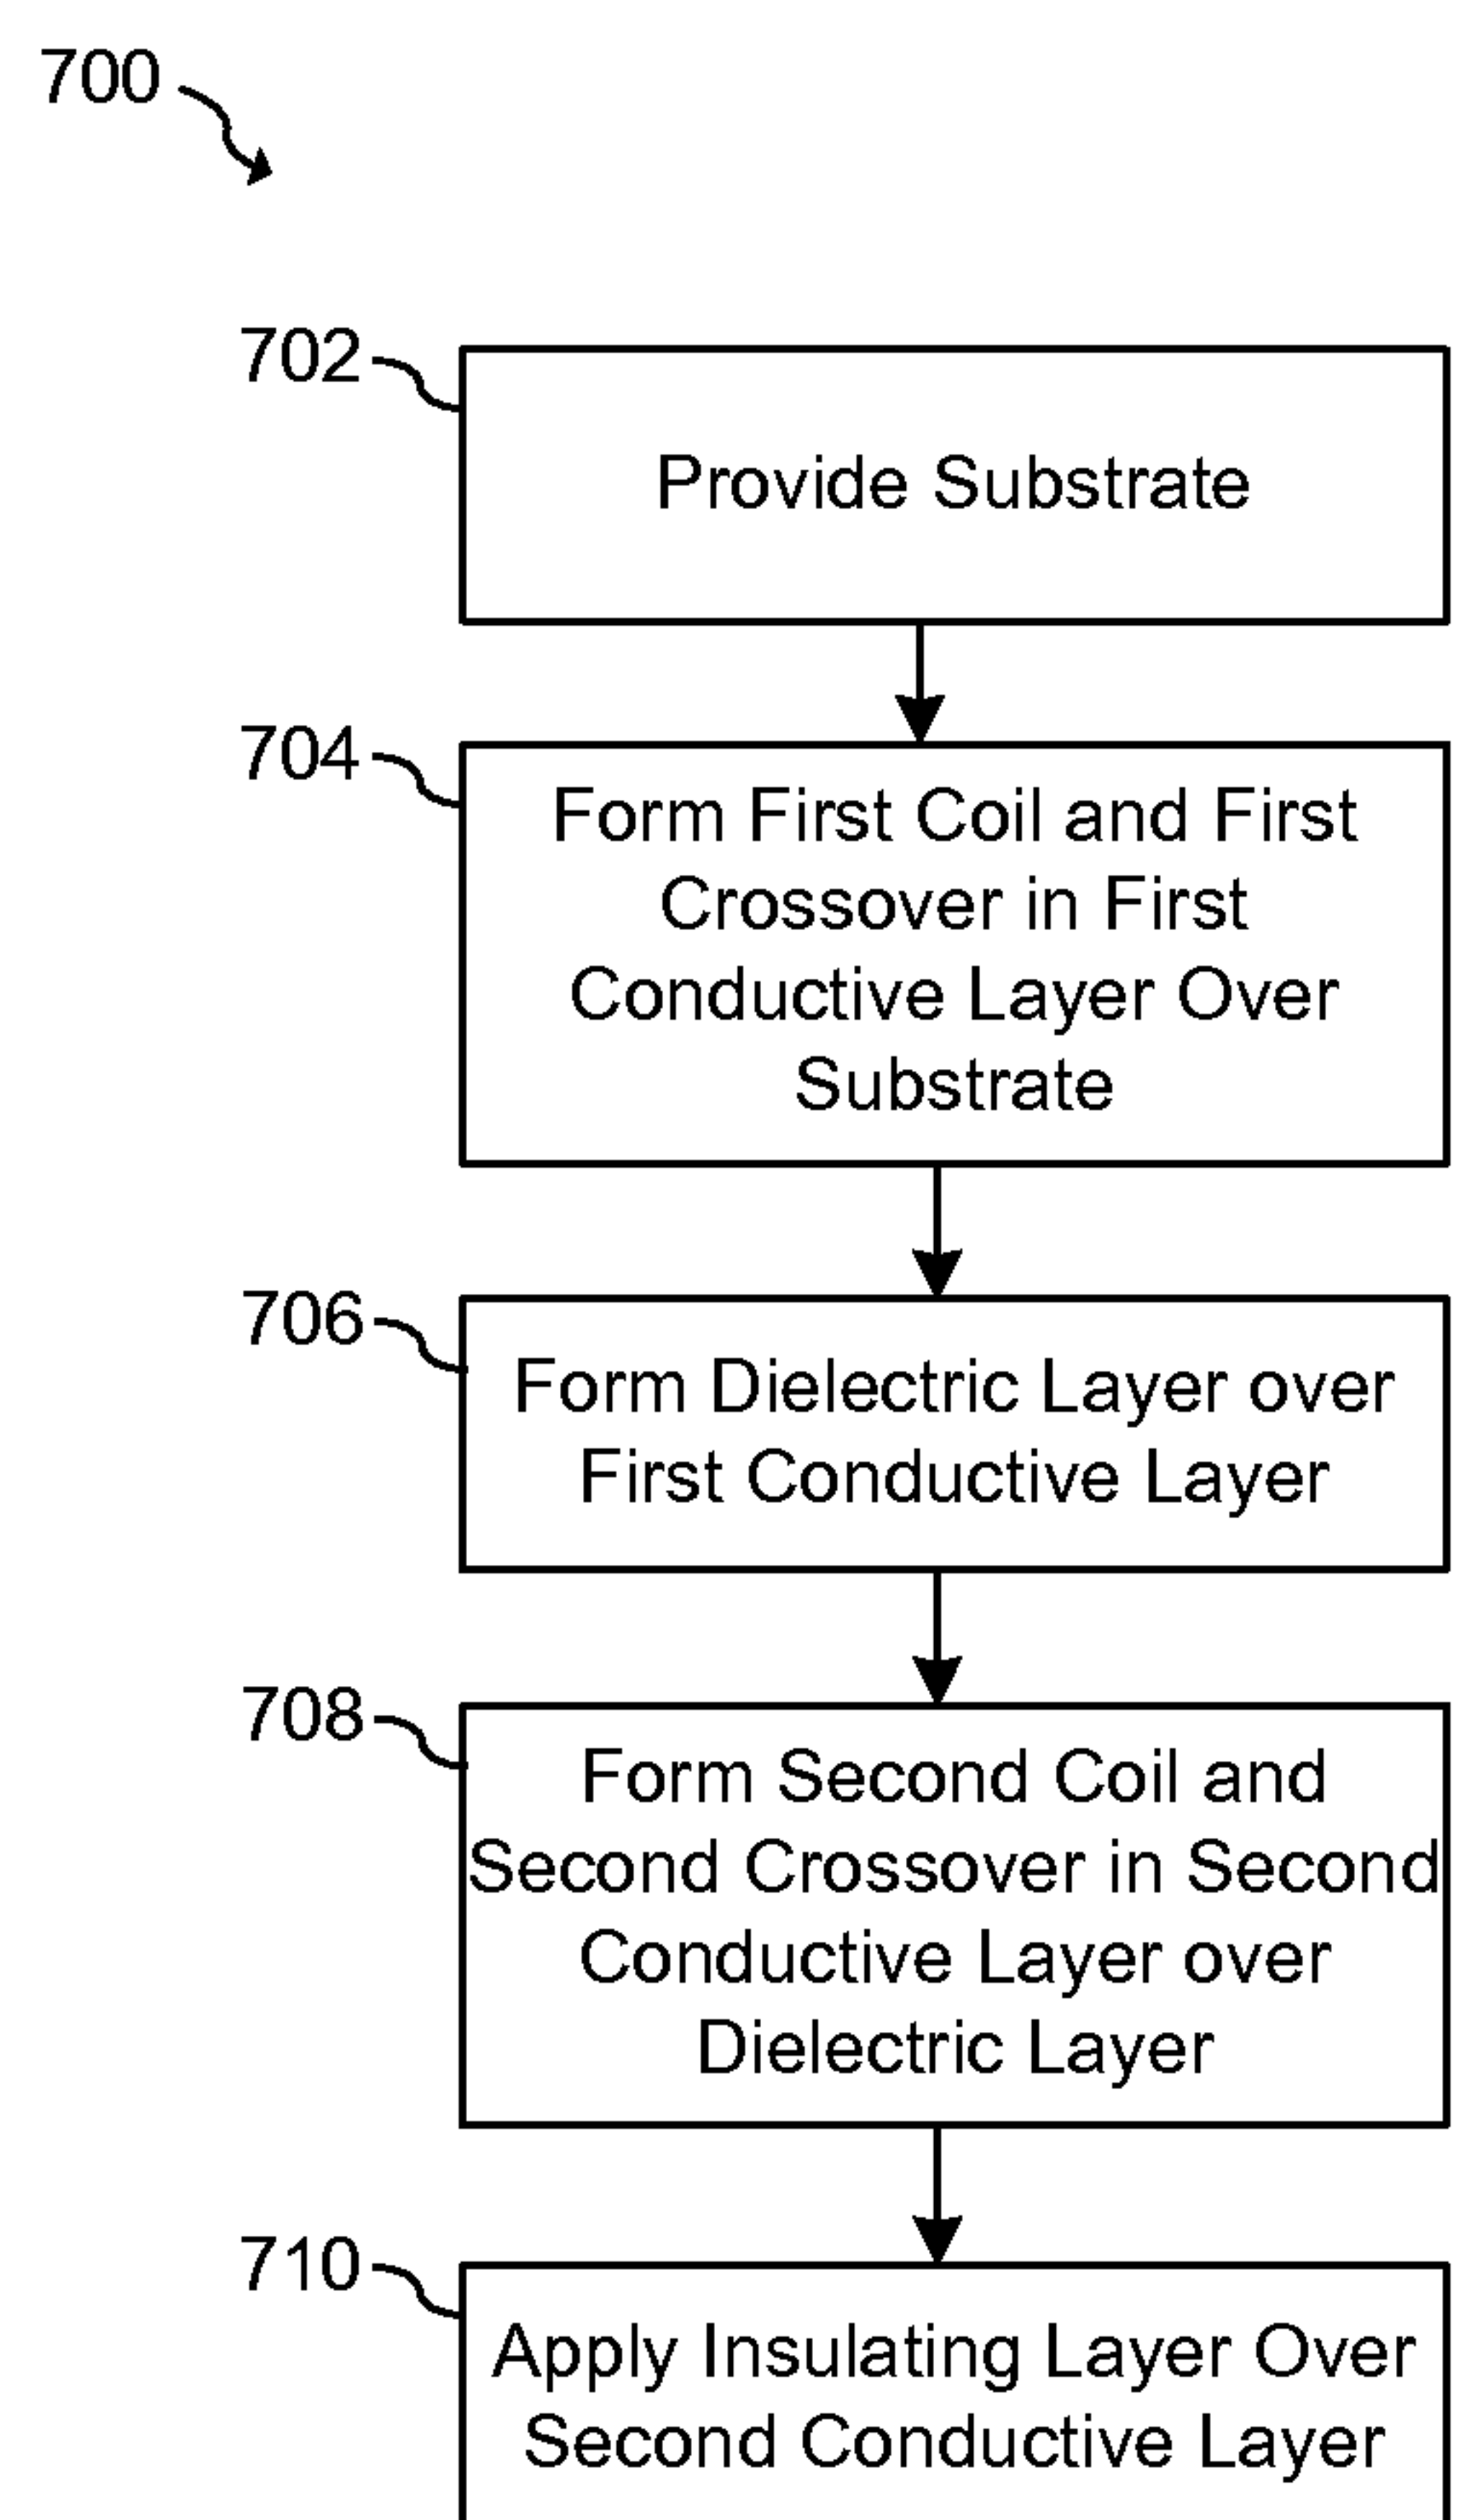 700
702
Provide Substrate
704
Form First Coil and First
Crossover in First
Conductive Layer Over
Substrate
706
Form Dielectric Layer over
First Conductive Layer
708
Form Second Coil and
Second Crossover in Second
Conductive Layer over
Dielectric Layer
710
Apply Insulating Layer Over
Second Conductive Layer